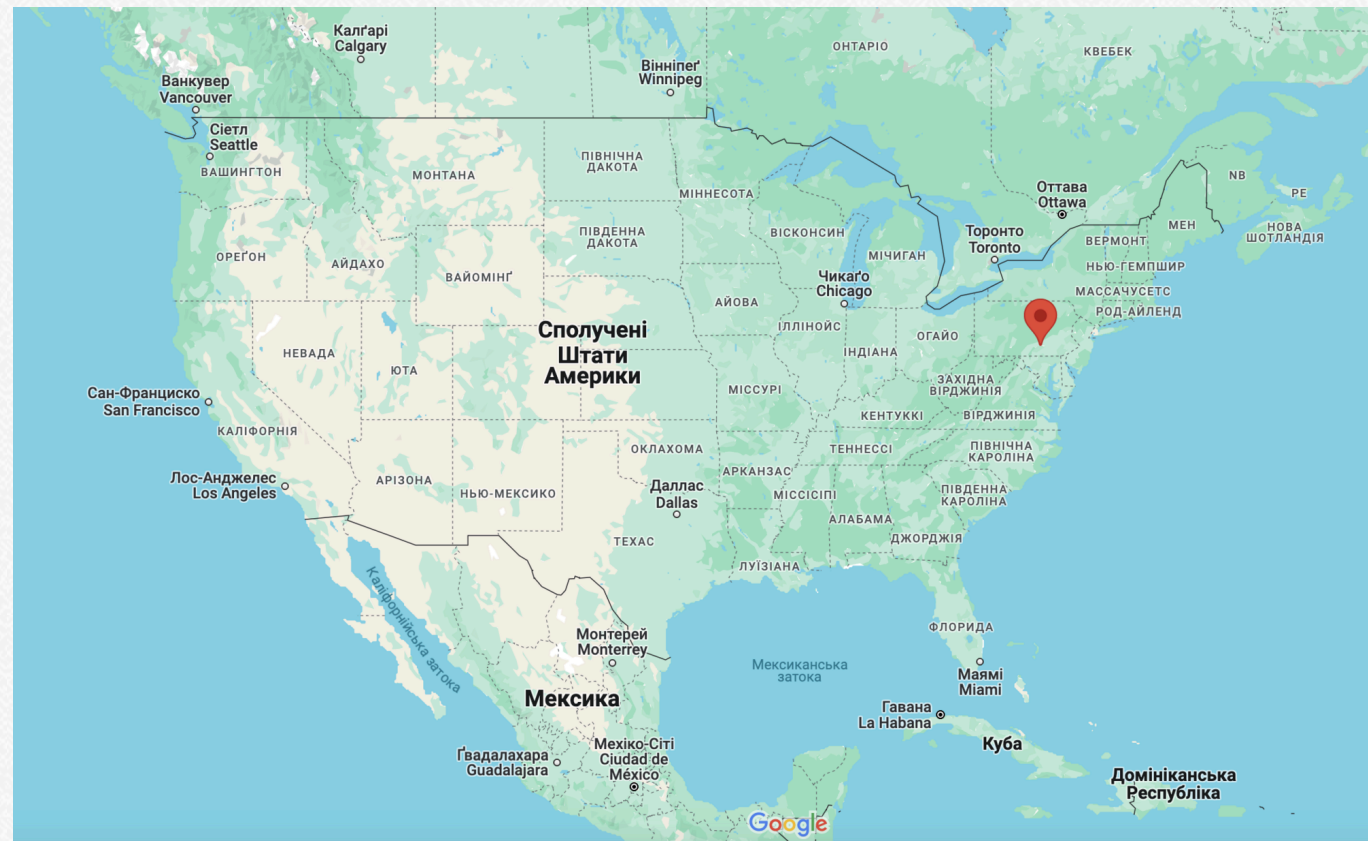 Калґарі
Calgary
Ванкувер
Vancouver
Сіетл
Seattle
ВАШИНГТОН
Вінніпеґ
Winnipeg
ОНТАРІО
КВЕБЕК
NB
PE
НОВА
ШОТЛАНДІЯ
Оттава
Ottawa
Торонто
Toronto
МЕН
ВЕРМОНТ
НЬЮ-ГЕМПШИР
МАССАЧУСЕТС
РОД-АЙЛЕНД
МОНТАНА
ПІВНІЧНА
ДАКОТА
МІННЕСОТА
ПІВДЕННА
ДАКОТА
ВІСКОНСИН
МІЧИГАН
ОРЕҐОН
АЙДАХО
ВАЙОМІНҐ
Чикаґо
Chicago
АЙОВА
ІЛЛІНОЙС
ІНДІАНА
ОГАЙО
Сполучені
Штати
Америки
НЕВАДА
ЮТА
МІССУРІ
ЗАХІДНА
ВІРДЖИНІЯ
КЕНТУККІ
ВІРДЖИНІЯ
Сан-Франциско
San Francisco
КАЛІФОРНІЯ
Лос-Анджелес
Los Angeles
АРІЗОНА
НЬЮ-МЕКСИКО
ОКЛАХОМА
АРКАНЗАС
ТЕННЕССІ
ПІВНІЧНА
КАРОЛІНА
ПІВДЕННА
КАРОЛІНА
Даллас
Dallas
МІССІСІПІ
АЛАБАМА
ДЖОРДЖІЯ
ТЕХАС
ЛУЇЗІАНА
ФЛОРИДА
Каліфорнійська затока
Монтерей
Monterrey
Мексиканська
затока
Маямі
Miami
Мексика
Гавана
La Habana
Куба
Ґвадалахара
Guadalajara
Мехіко-Сіті
Ciudad de
México
Домініканська
Республіка
Google